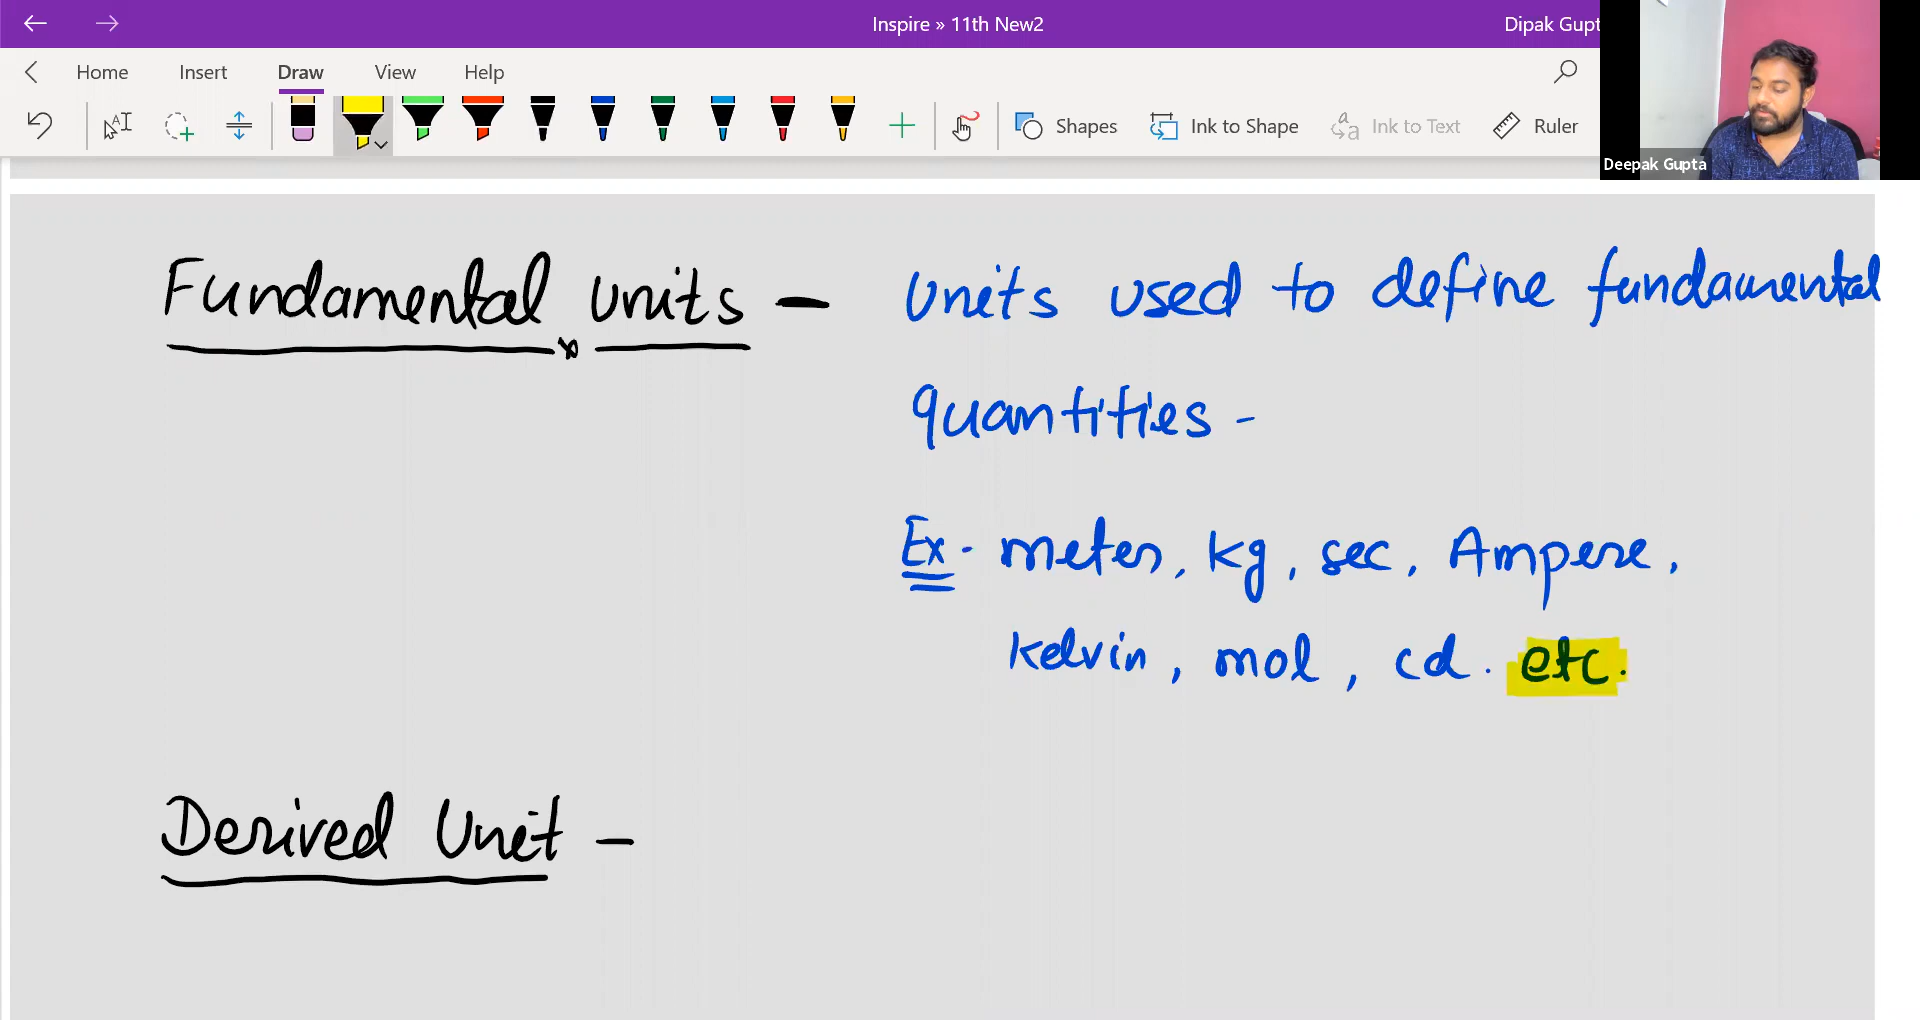 Inspire » 11th New2
Dipak Gupt
Home Insert Draw View Help
Shapes Ink to Shape Ink to Text Ruler
Deepak Gupta
Fundamental units - Units used to define fundamental
quantities -
Ex - meter, kg, sec, Ampere,
kelvin, mol, cd. etc.
Derived Unit -